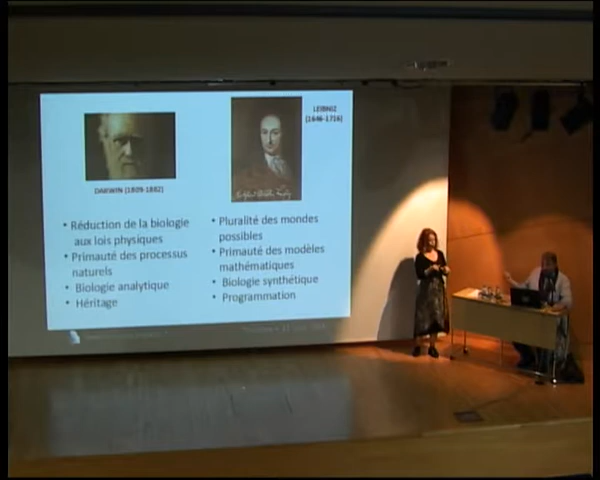 LEIBNIZ
(1646-1716)
DARWIN (1809-1882)
• Réduction de la biologie
aux lois physiques
• Primauté des processus
naturels
• Biologie analytique
• Héritage
• Pluralité des mondes
possibles
• Primauté des modèles
mathématiques
• Biologie synthétique
• Programmation